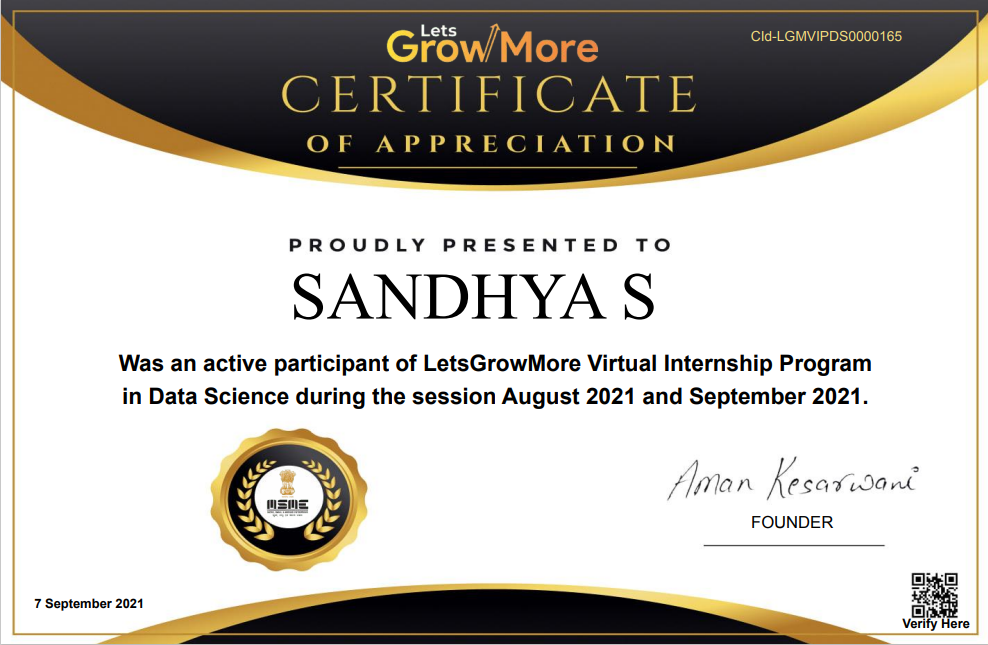 Lets
GrowMore
CId-LGMVIPDS0000165
CERTIFICATE
OF APPRECIATION
PROUDLY PRESENTED TO
SANDHYA S
Was an active participant of LetsGrowMore Virtual Internship Program
in Data Science during the session August 2021 and September 2021.
MSME
Aman Kesarwani
FOUNDER
7 September 2021
Verify Here